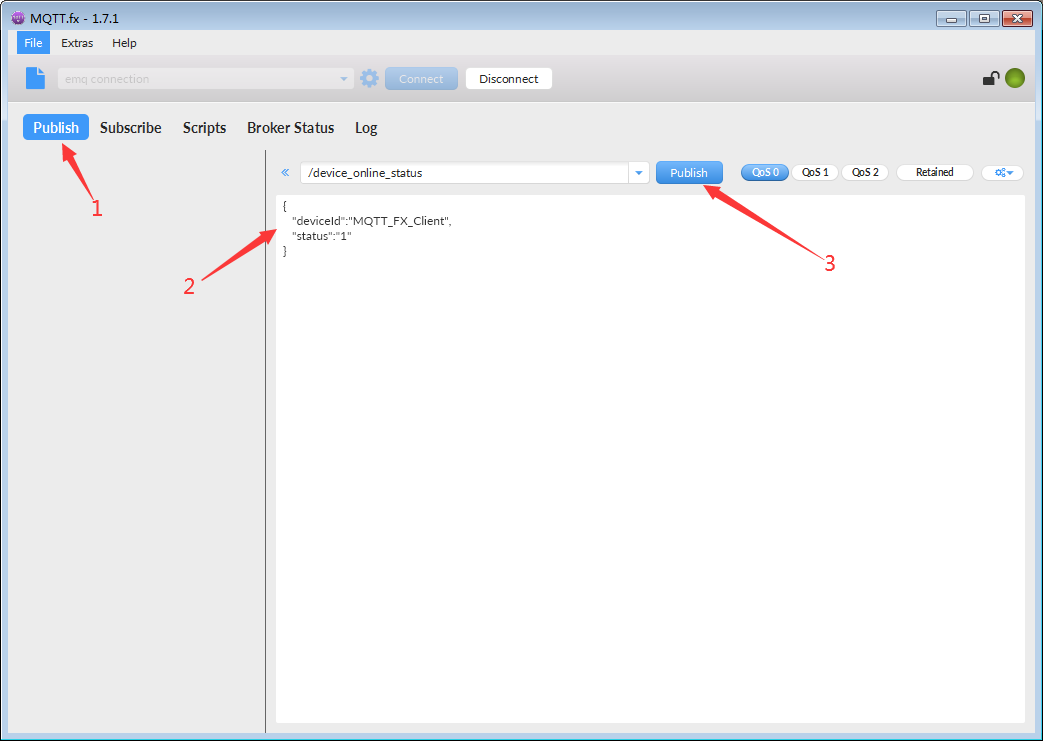 MQTT.fx - 1.7.1
File Extras Help
emq connection Connect Disconnect
Publish Subscribe Scripts Broker Status Log
/device_online_status Publish QoS 0 QoS 1 QoS 2 Retained
1
{
"deviceId":"MQTT_FX_Client",
"status":"1"
}
2
3